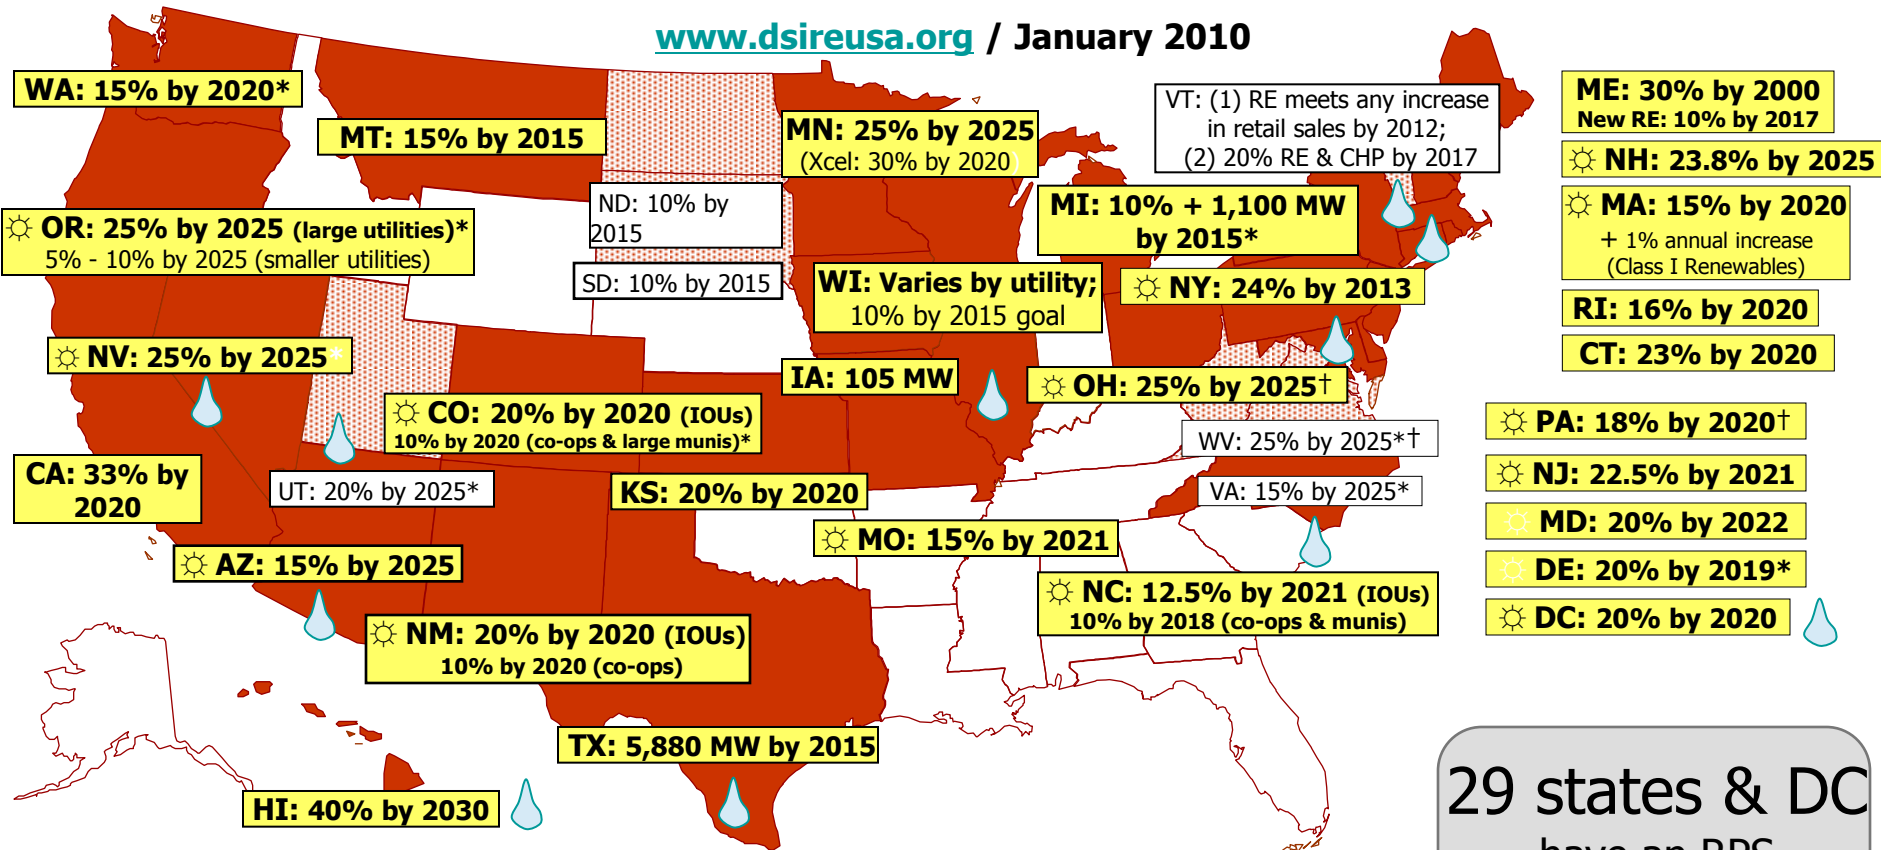 www.dsireusa.org / January 2010
WA: 15% by 2020*
MT: 15% by 2015
MN: 25% by 2025
(Xcel: 30% by 2020)
VT: (1) RE meets any increase
in retail sales by 2012;
(2) 20% RE & CHP by 2017
ME: 30% by 2000
New RE: 10% by 2017
☼ NH: 23.8% by 2025
☼ MA: 15% by 2020
+ 1% annual increase
(Class I Renewables)
RI: 16% by 2020
CT: 23% by 2020
☼ OR: 25% by 2025 (large utilities)*
5% - 10% by 2025 (smaller utilities)
ND: 10% by
2015
SD: 10% by 2015
MI: 10% + 1,100 MW
by 2015*
WI: Varies by utility;
10% by 2015 goal
☼ NY: 24% by 2013
☼ NV: 25% by 2025*
IA: 105 MW
☼ OH: 25% by 2025†
☼ CO: 20% by 2020 (IOUs)
10% by 2020 (co-ops & large munis)*
WV: 25% by 2025*†
VA: 15% by 2025*
☼ PA: 18% by 2020†
☼ NJ: 22.5% by 2021
☼ MD: 20% by 2022
☼ DE: 20% by 2019*
☼ DC: 20% by 2020
CA: 33% by
2020
UT: 20% by 2025*
KS: 20% by 2020
☼ MO: 15% by 2021
☼ AZ: 15% by 2025
☼ NC: 12.5% by 2021 (IOUs)
10% by 2018 (co-ops & munis)
☼ NM: 20% by 2020 (IOUs)
10% by 2020 (co-ops)
TX: 5,880 MW by 2015
HI: 40% by 2030
29 states & DC
have an RPS